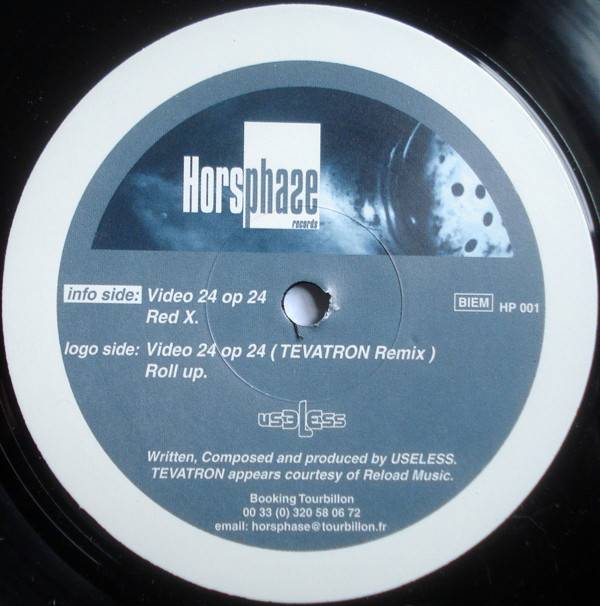 Horsphase
records
info side: Video 24 op 24
Red X.
BIEM HP 001
logo side: Video 24 op 24 ( TEVATRON Remix )
Roll up.
USELESS
Written, Composed and produced by USELESS.
TEVATRON appears courtesy of Reload Music.
Booking Tourbillon
00 33 (0) 320 58 06 72
email: horsphase@tourbillon.fr